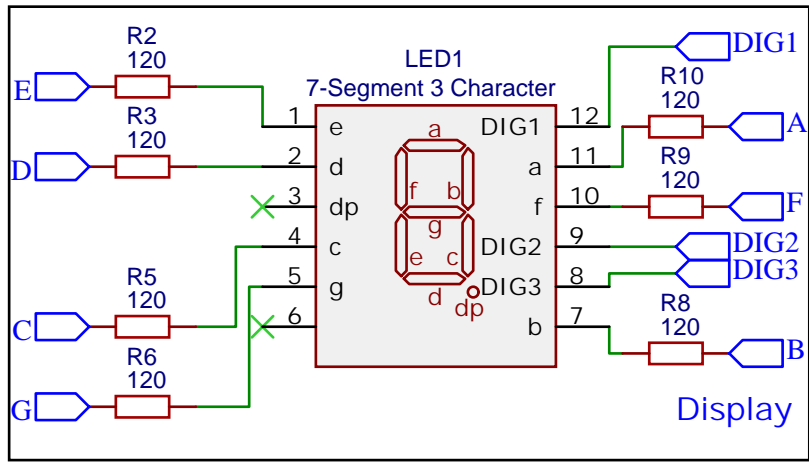 R2
120
E
R3
120
D
R5
120
C
R6
120
G
LED1
7-Segment 3 Character
1
e
2
d
3
dp
4
c
5
g
6
a
f
b
g
e
c
d
dp
DIG1
12
a
11
f
10
DIG2
9
DIG3
8
b
7
DIG1
R10
120
A
R9
120
F
DIG2
DIG3
R8
120
B
Display